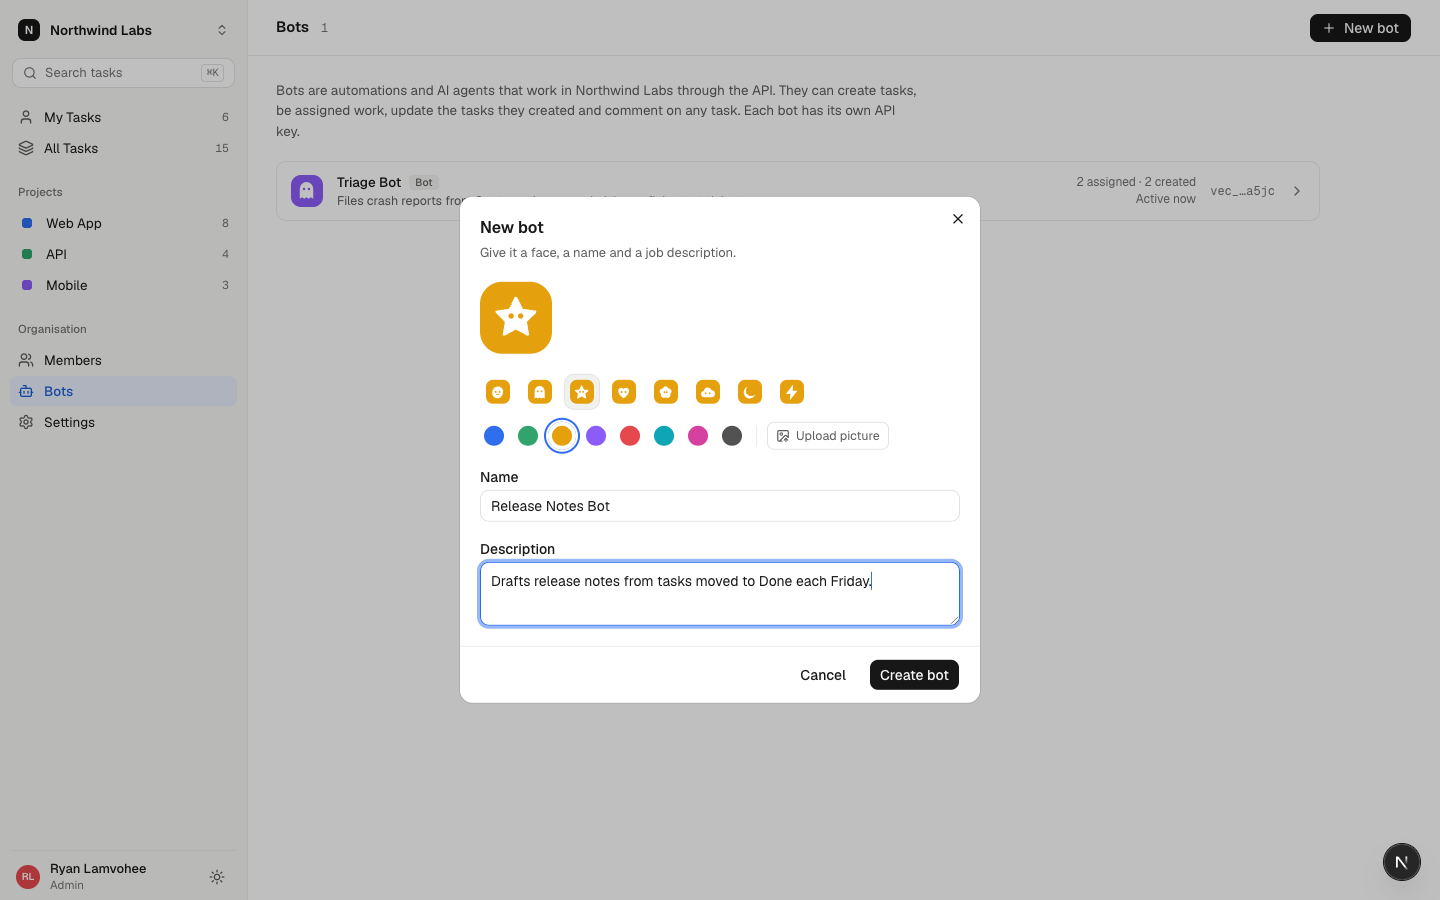 N Northwind Labs
Search tasks ⌘K
My Tasks 6
All Tasks 15
Projects
Web App 8
API 4
Mobile 3
Organisation
Members
Bots
Settings
RL Ryan Lamvohee
Admin
Bots 1
New bot
Bots are automations and AI agents that work in Northwind Labs through the API. They can create tasks,
be assigned work, update the tasks they created and comment on any task. Each bot has its own API
key.
Triage Bot Bot
Files crash reports
2 assigned · 2 created
Active now
vec_…a5jc
New bot
Give it a face, a name and a job description.
Upload picture
Name
Release Notes Bot
Description
Drafts release notes from tasks moved to Done each Friday.
Cancel
Create bot
N